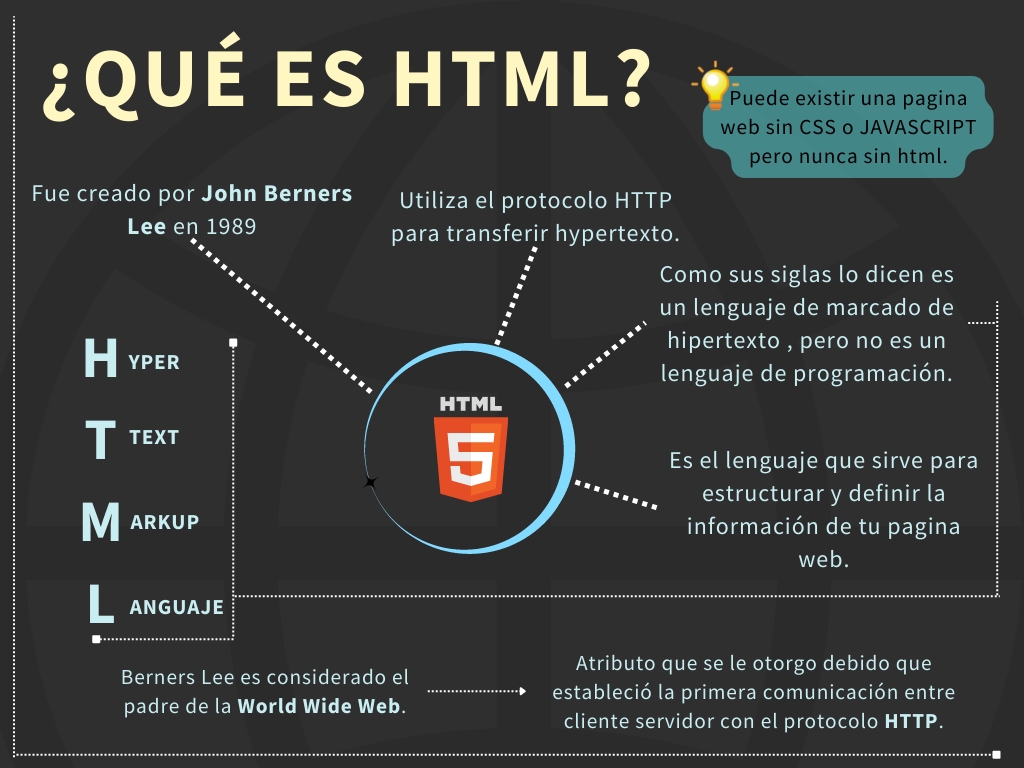 ¿QUÉ ES HTML?
Puede existir una pagina
web sin CSS o JAVASCRIPT
pero nunca sin html.
Fue creado por John Berners
Lee en 1989
Utiliza el protocolo HTTP
para transferir hypertexto.
Como sus siglas lo dicen es
un lenguaje de marcado de
hipertexto , pero no es un
lenguaje de programación.
H YPER
T TEXT
M ARKUP
L ANGUAJE
HTML
5
Es el lenguaje que sirve para
estructurar y definir la
información de tu pagina
web.
Berners Lee es considerado el
padre de la World Wide Web.
Atributo que se le otorgo debido que
estableció la primera comunicación entre
cliente servidor con el protocolo HTTP.